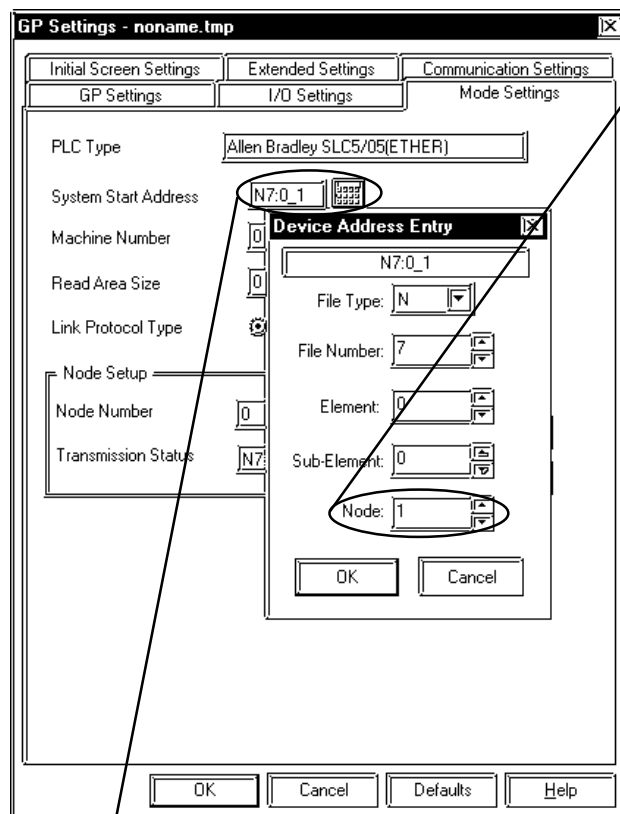 GP Settings - noname.tmp
Initial Screen Settings Extended Settings Communication Settings
GP Settings I/O Settings Mode Settings
PLC Type Allen Bradley SLC5/05(ETHER)
System Start Address N7:0_1
Machine Number 0
Read Area Size 0
Link Protocol Type
Node Setup
Node Number 0
Transmission Status N7
Device Address Entry
N7:0_1
File Type: N
File Number: 7
Element: 0
Sub-Element: 0
Node: 1
OK Cancel
OK Cancel Defaults Help